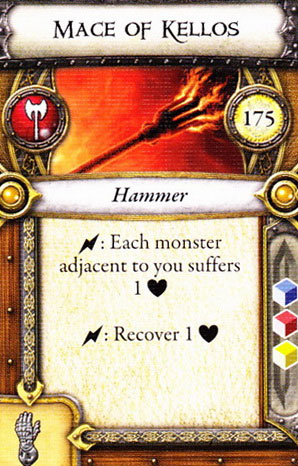 Mace of Kellos
175
Hammer
: Each monster
adjacent to you suffers
1
: Recover 1